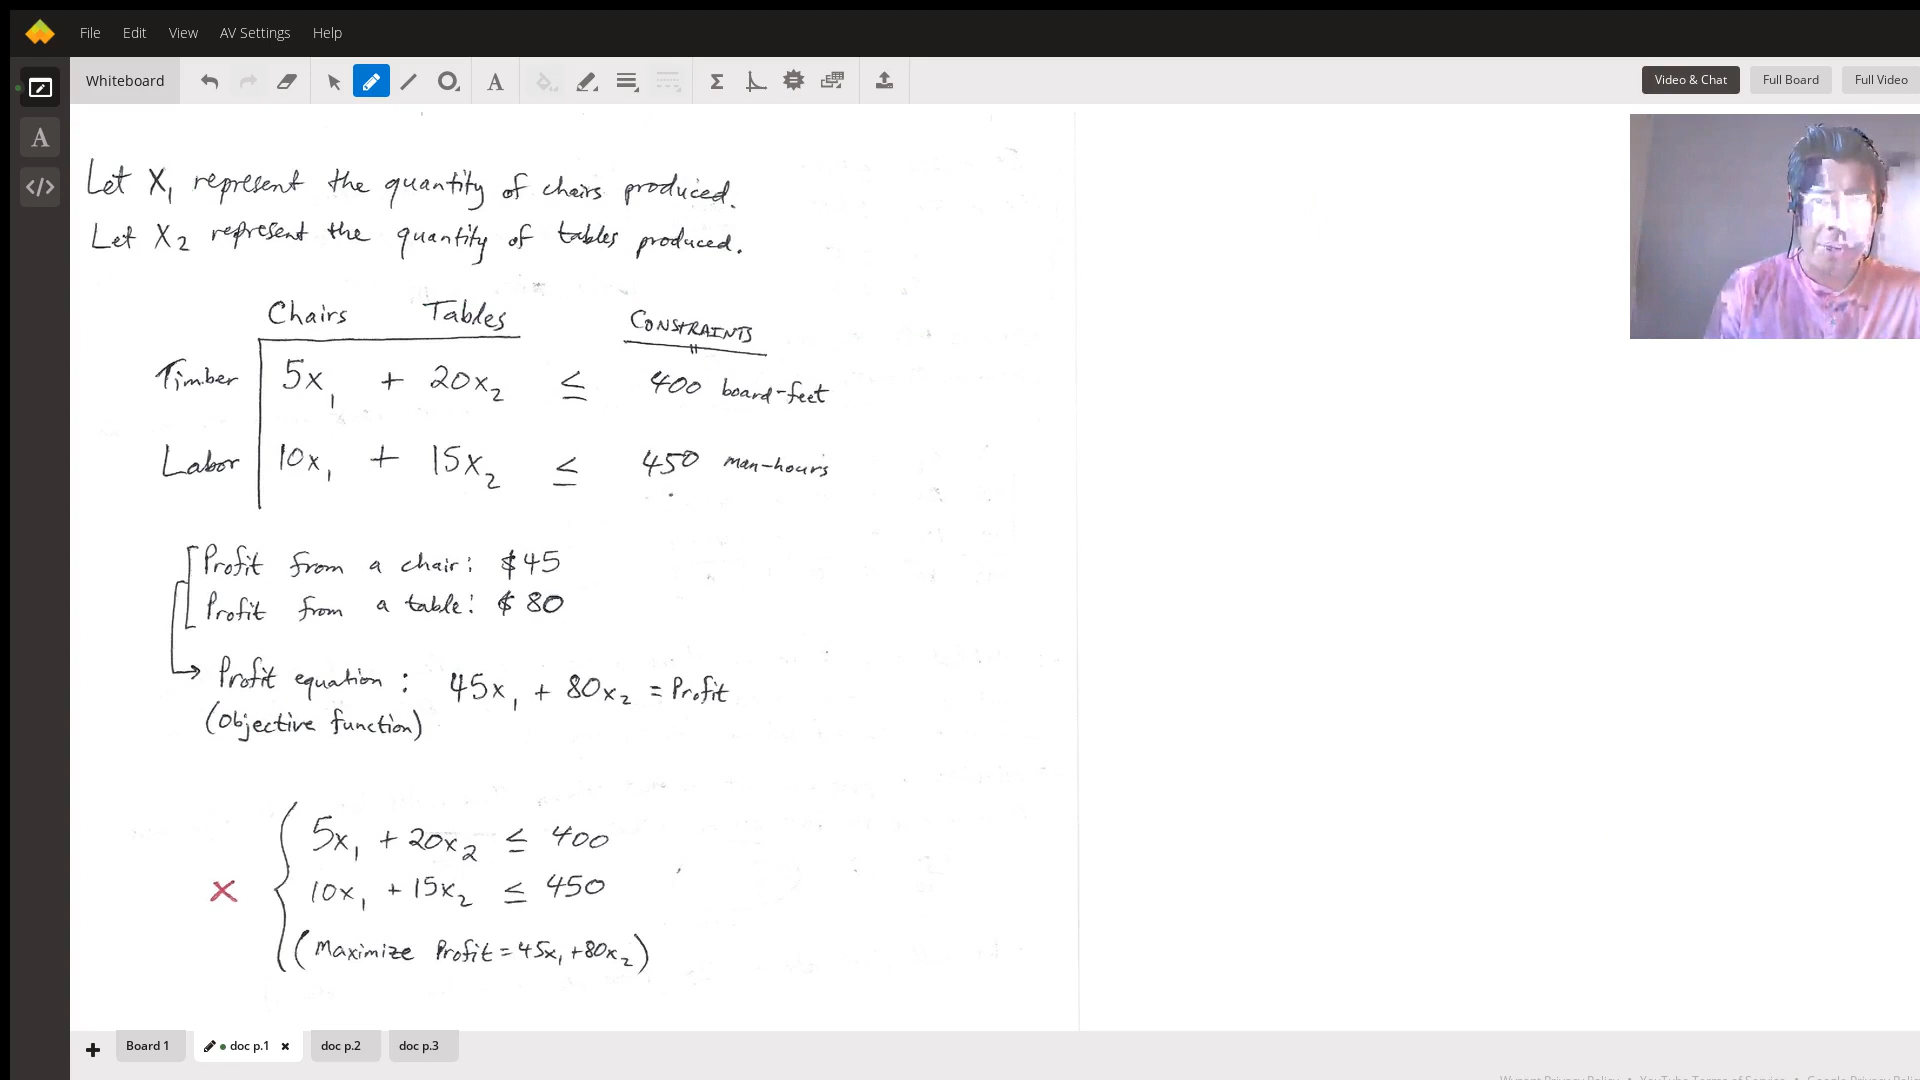 File Edit View AV Settings Help
Whiteboard A Σ Video & Chat Full Board Full Video
A
</>
Let X₁ represent the quantity of chairs produced.
Let X₂ represent the quantity of tables produced.
Chairs Tables CONSTRAINTS
Timber 5x₁ + 20x₂ ≤ 400 board-feet
Labor 10x₁ + 15x₂ ≤ 450 man-hours
Profit from a chair: $45
Profit from a table: $80
→ Profit equation: 45x₁ + 80x₂ = Profit
(Objective function)
5x₁ + 20x₂ ≤ 400
× 10x₁ + 15x₂ ≤ 450
(Maximize Profit = 45x₁ + 80x₂)
+ Board 1 doc p.1 × doc p.2 doc p.3